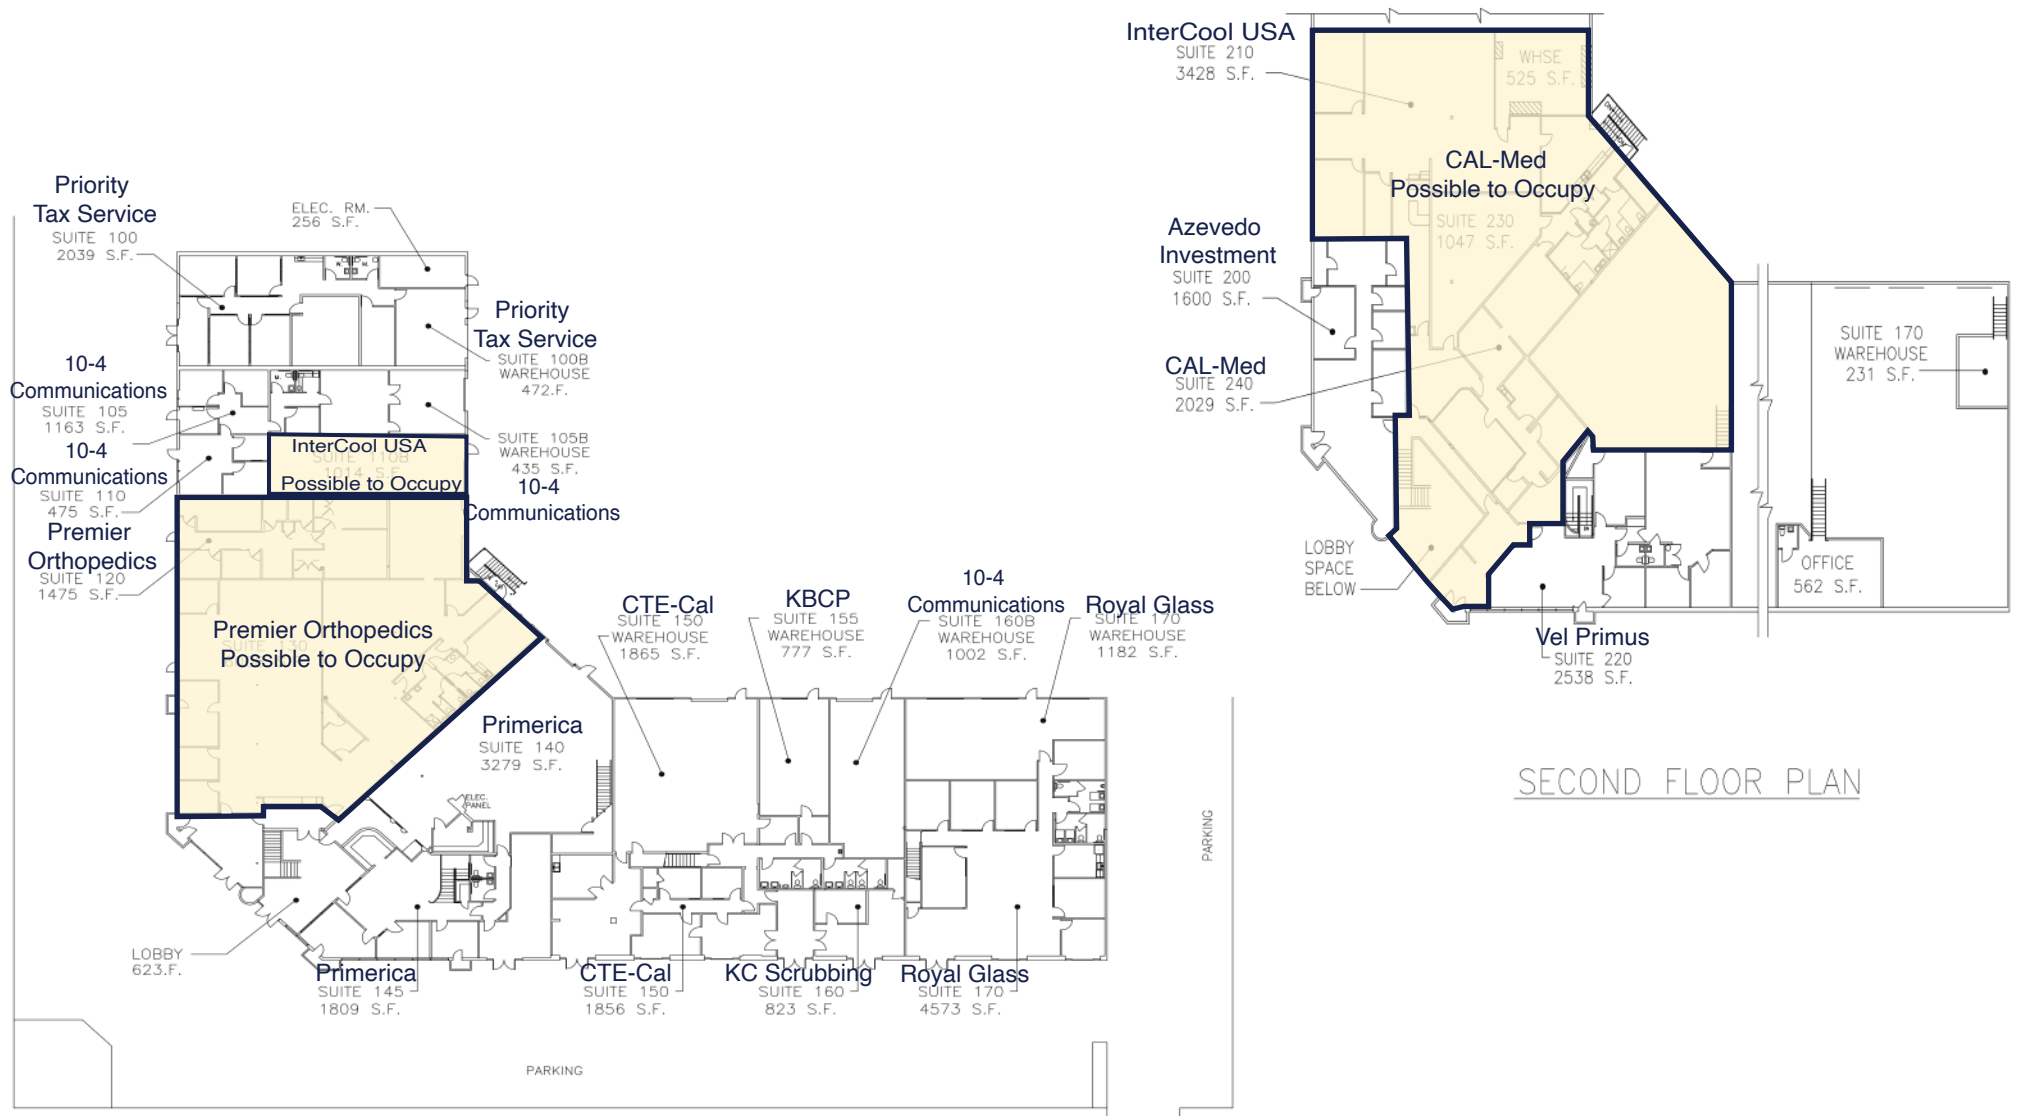 InterCool USA
SUITE 210
3428 S.F.
WHSE
525 S.F.
CAL-Med
Possible to Occupy
SUITE 230
1047 S.F.
Azevedo
Investment
SUITE 200
1600 S.F.
CAL-Med
SUITE 240
2029 S.F.
SUITE 170
WAREHOUSE
231 S.F.
LOBBY
SPACE
BELOW
OFFICE
562 S.F.
Vel Primus
SUITE 220
2538 S.F.
SECOND FLOOR PLAN
Priority
Tax Service
SUITE 100
2039 S.F.
ELEC. RM.
256 S.F.
Priority
Tax Service
SUITE 100B
WAREHOUSE
472.F.
10-4
Communications
SUITE 105
1163 S.F.
10-4
Communications
SUITE 110
475 S.F.
InterCool USA
SUITE 110B
1014 S.F.
Possible to Occupy
SUITE 105B
WAREHOUSE
435 S.F.
10-4
Communications
Premier
Orthopedics
SUITE 120
1475 S.F.
Premier Orthopedics
SUITE 130
Possible to Occupy
Primerica
SUITE 140
3279 S.F.
ELEC.
PANEL
CTE-Cal
SUITE 150
WAREHOUSE
1865 S.F.
KBCP
SUITE 155
WAREHOUSE
777 S.F.
10-4
Communications
SUITE 160B
WAREHOUSE
1002 S.F.
Royal Glass
SUITE 170
WAREHOUSE
1182 S.F.
LOBBY
623.F.
Primerica
SUITE 145
1809 S.F.
CTE-Cal
SUITE 150
1856 S.F.
KC Scrubbing
SUITE 160
823 S.F.
Royal Glass
SUITE 170
4573 S.F.
PARKING
PARKING